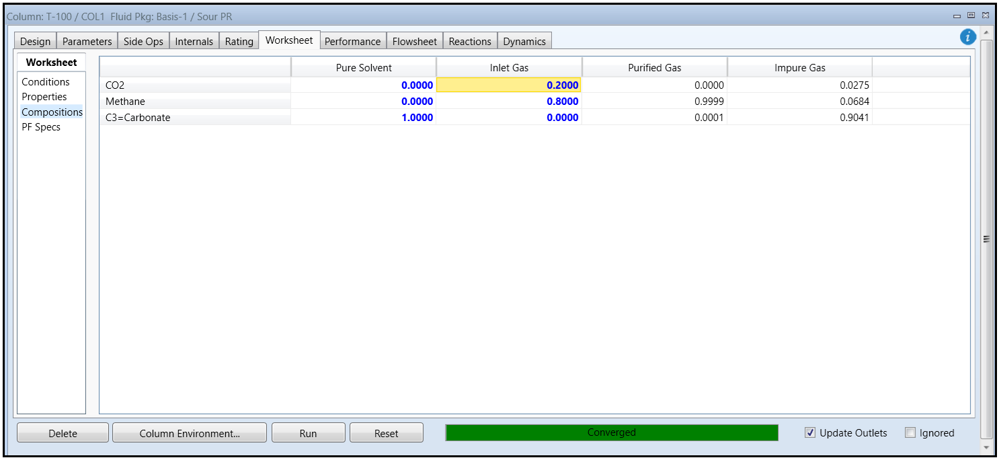 Column: T-100 / COL1 Fluid Pkg: Basis-1 / Sour PR
Design Parameters Side Ops Internals Rating Worksheet Performance Flowsheet Reactions Dynamics
Worksheet
Conditions
Properties
Compositions
PF Specs
Pure Solvent Inlet Gas Purified Gas Impure Gas
CO2 0.0000 0.2000 0.0000 0.0275
Methane 0.0000 0.8000 0.9999 0.0684
C3=Carbonate 1.0000 0.0000 0.0001 0.9041
Delete Column Environment... Run Reset Converged Update Outlets Ignored